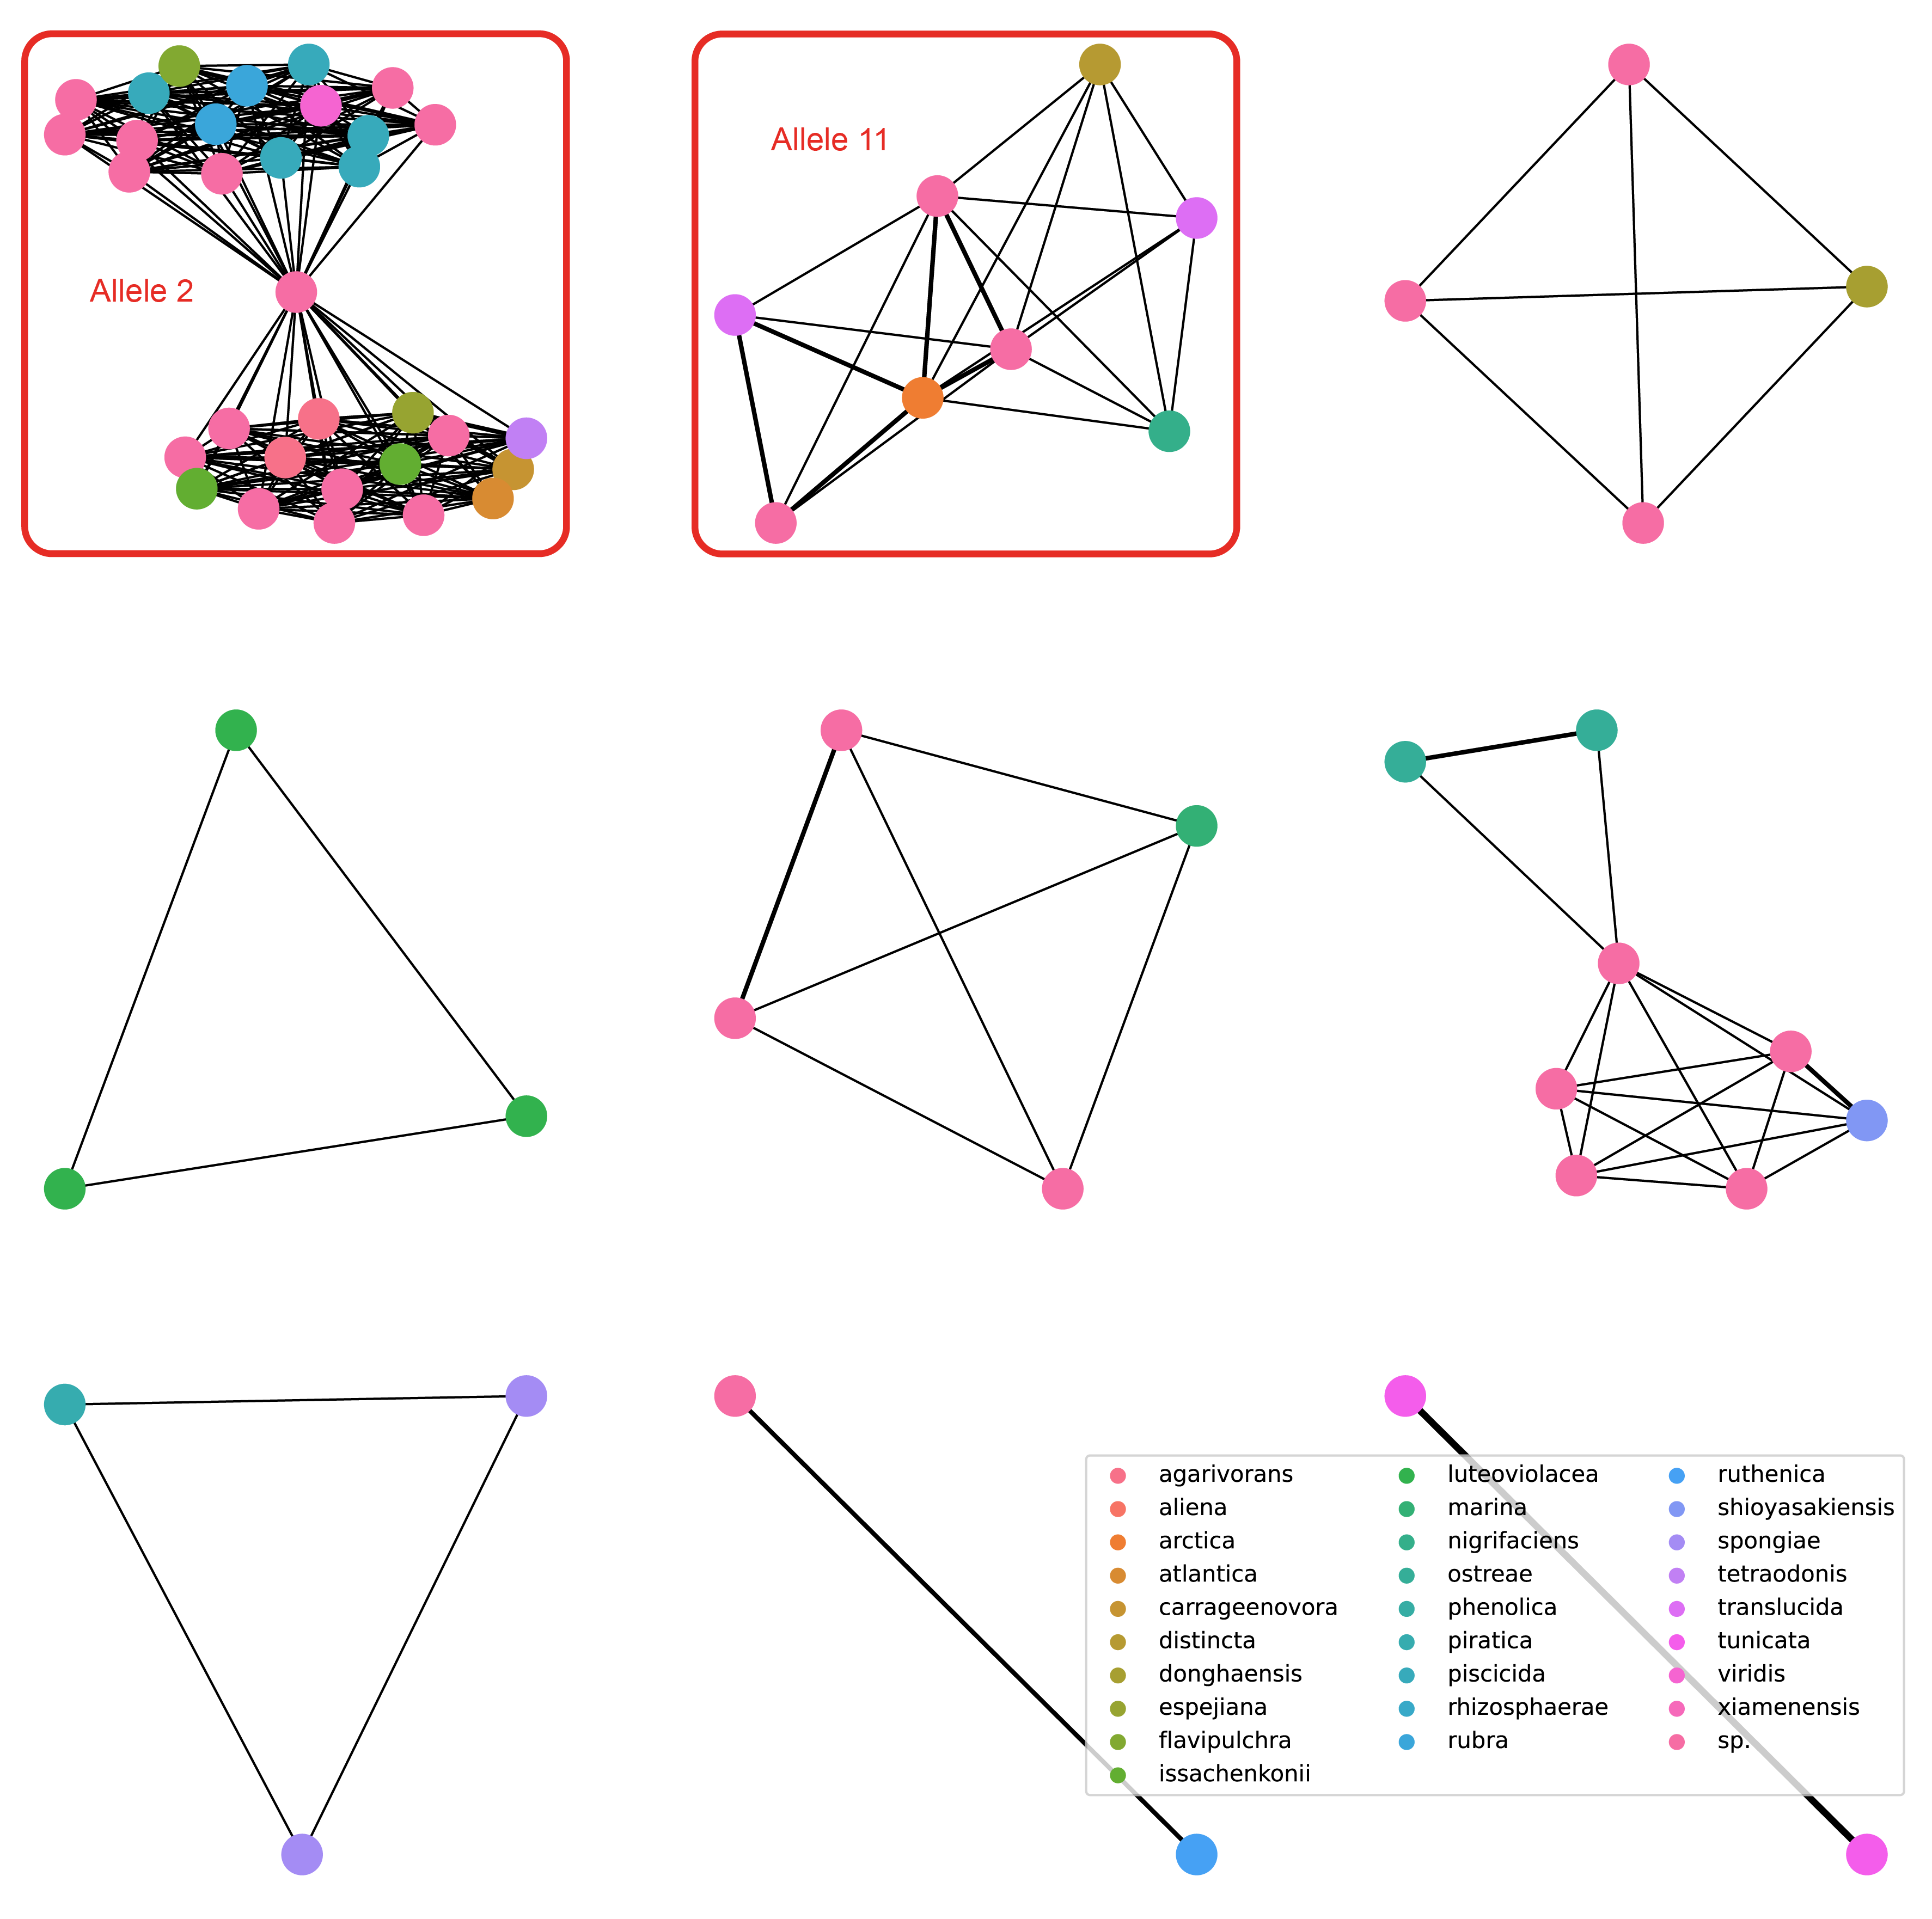 Allele 2
Allele 11
agarivorans
aliena
arctica
atlantica
carrageenovora
distincta
donghaensis
espejiana
flavipulchra
issachenkonii
luteoviolacea
marina
nigrifaciens
ostreae
phenolica
piratica
piscicida
rhizosphaerae
rubra
ruthenica
shioyasakiensis
spongiae
tetraodonis
translucida
tunicata
viridis
xiamenensis
sp.